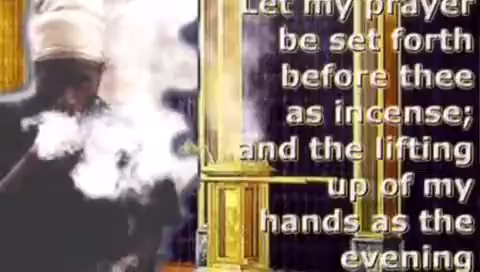 Let my prayer
be set forth
before thee
as incense;
and the lifting
up of my
hands as the
evening